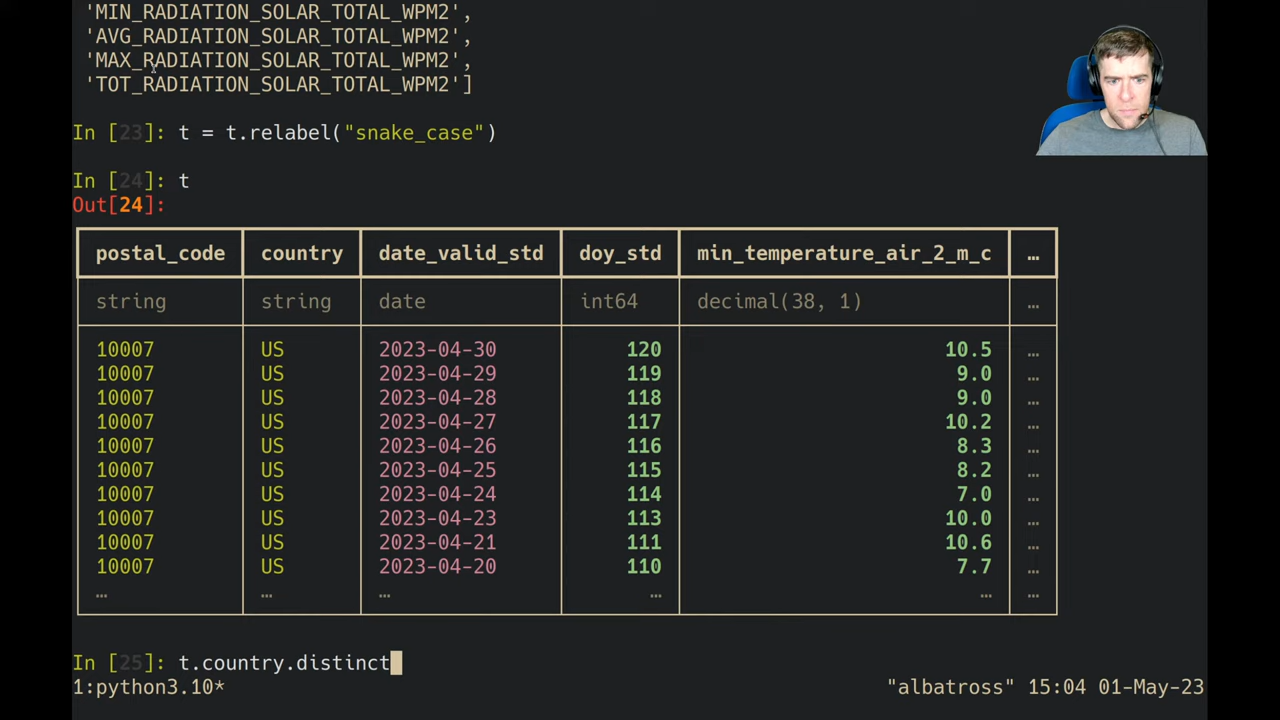 'MIN_RADIATION_SOLAR_TOTAL_WPM2',
'AVG_RADIATION_SOLAR_TOTAL_WPM2',
'MAX_RADIATION_SOLAR_TOTAL_WPM2',
'TOT_RADIATION_SOLAR_TOTAL_WPM2']
In [23]: t = t.relabel("snake_case")
In [24]: t
Out[24]:
postal_code country date_valid_std doy_std min_temperature_air_2_m_c …
string string date int64 decimal(38, 1) …
10007 US 2023-04-30 120 10.5 …
10007 US 2023-04-29 119 9.0 …
10007 US 2023-04-28 118 9.0 …
10007 US 2023-04-27 117 10.2 …
10007 US 2023-04-26 116 8.3 …
10007 US 2023-04-25 115 8.2 …
10007 US 2023-04-24 114 7.0 …
10007 US 2023-04-23 113 10.0 …
10007 US 2023-04-21 111 10.6 …
10007 US 2023-04-20 110 7.7 …
… … … … … …
In [25]: t.country.distinct
1:python3.10* "albatross" 15:04 01-May-23